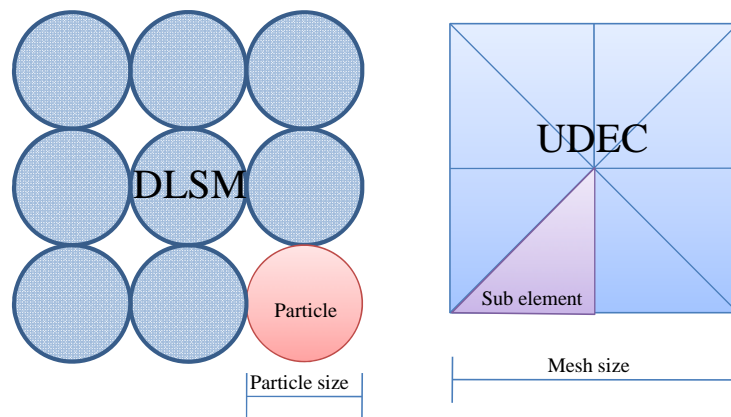 DLSM
Particle
Particle size
UDEC
Sub element
Mesh size